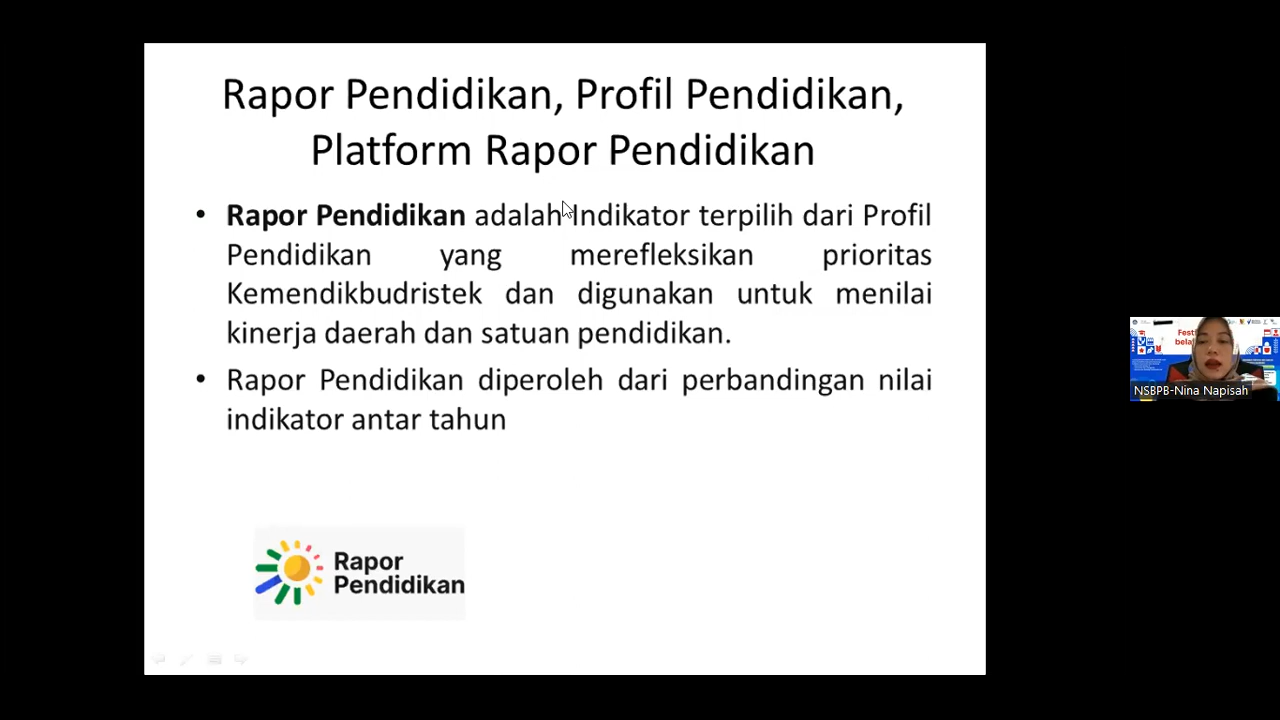 Rapor Pendidikan, Profil Pendidikan,
Platform Rapor Pendidikan
• Rapor Pendidikan adalah Indikator terpilih dari Profil
Pendidikan yang merefleksikan prioritas
Kemendikbudristek dan digunakan untuk menilai
kinerja daerah dan satuan pendidikan.
• Rapor Pendidikan diperoleh dari perbandingan nilai
indikator antar tahun
Rapor
Pendidikan
NSBPB-Nina Napisah